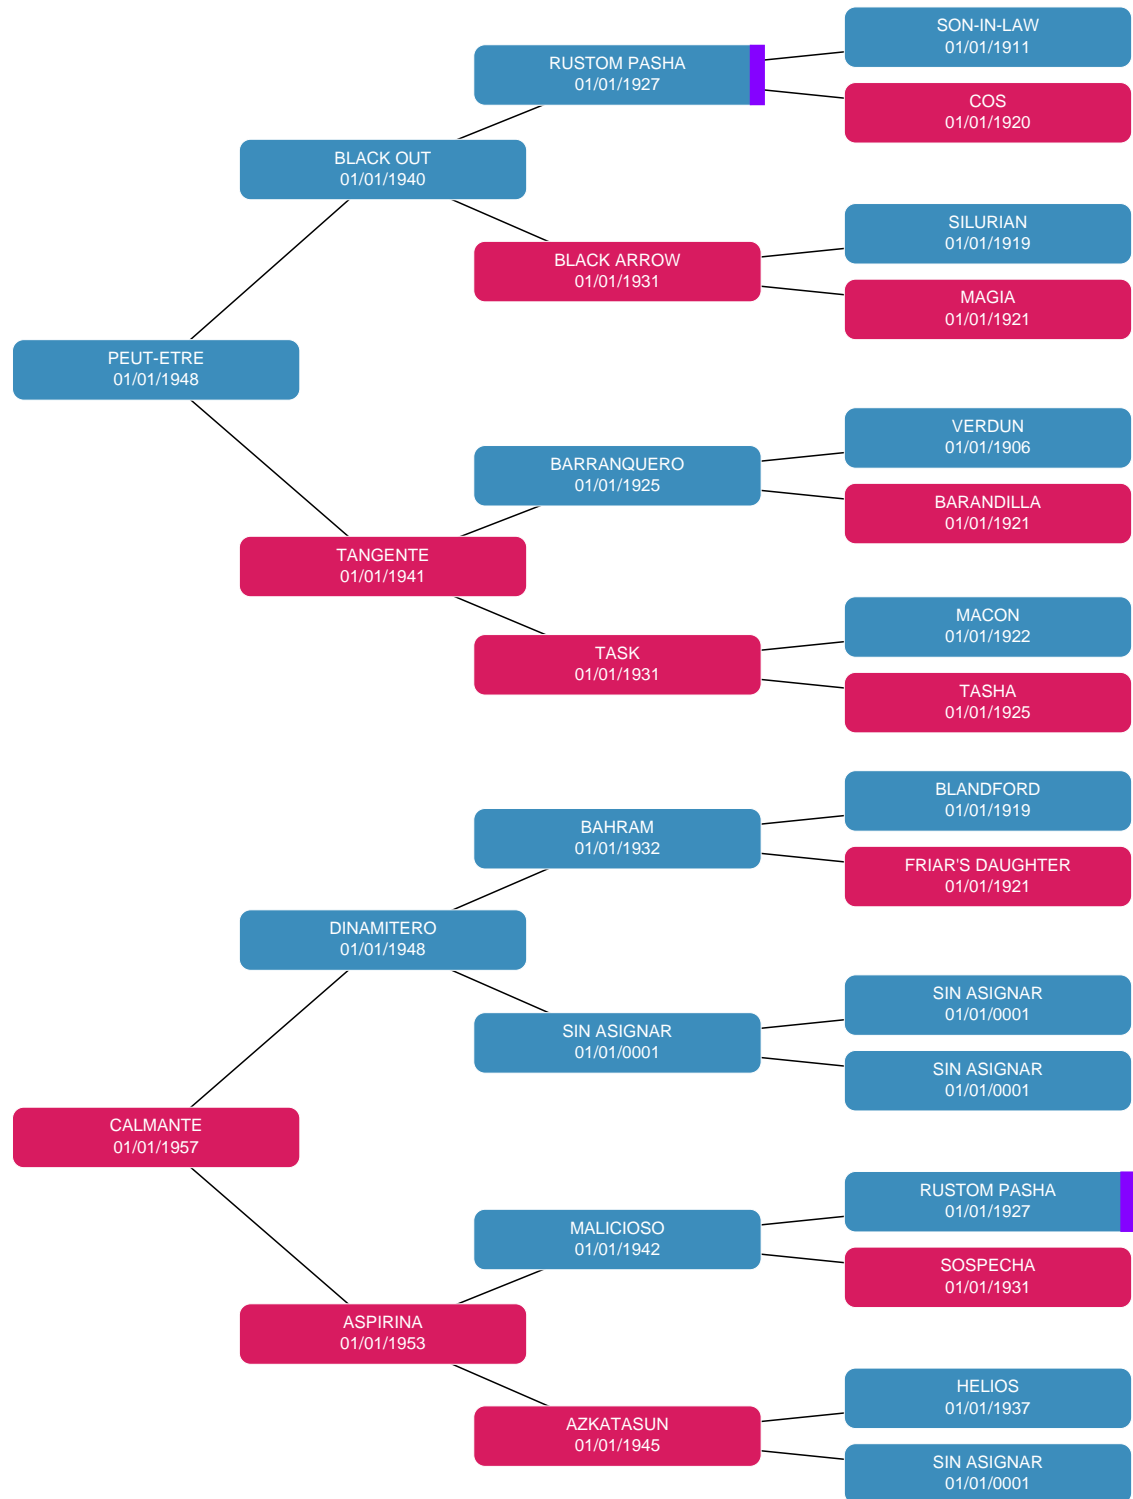 SON-IN-LAW
01/01/1911
RUSTOM PASHA
01/01/1927
COS
01/01/1920
BLACK OUT
01/01/1940
SILURIAN
01/01/1919
BLACK ARROW
01/01/1931
MAGIA
01/01/1921
PEUT-ETRE
01/01/1948
VERDUN
01/01/1906
BARRANQUERO
01/01/1925
BARANDILLA
01/01/1921
TANGENTE
01/01/1941
MACON
01/01/1922
TASK
01/01/1931
TASHA
01/01/1925
BLANDFORD
01/01/1919
BAHRAM
01/01/1932
FRIAR'S DAUGHTER
01/01/1921
DINAMITERO
01/01/1948
SIN ASIGNAR
01/01/0001
SIN ASIGNAR
01/01/0001
SIN ASIGNAR
01/01/0001
CALMANTE
01/01/1957
RUSTOM PASHA
01/01/1927
MALICIOSO
01/01/1942
SOSPECHA
01/01/1931
ASPIRINA
01/01/1953
HELIOS
01/01/1937
AZKATASUN
01/01/1945
SIN ASIGNAR
01/01/0001